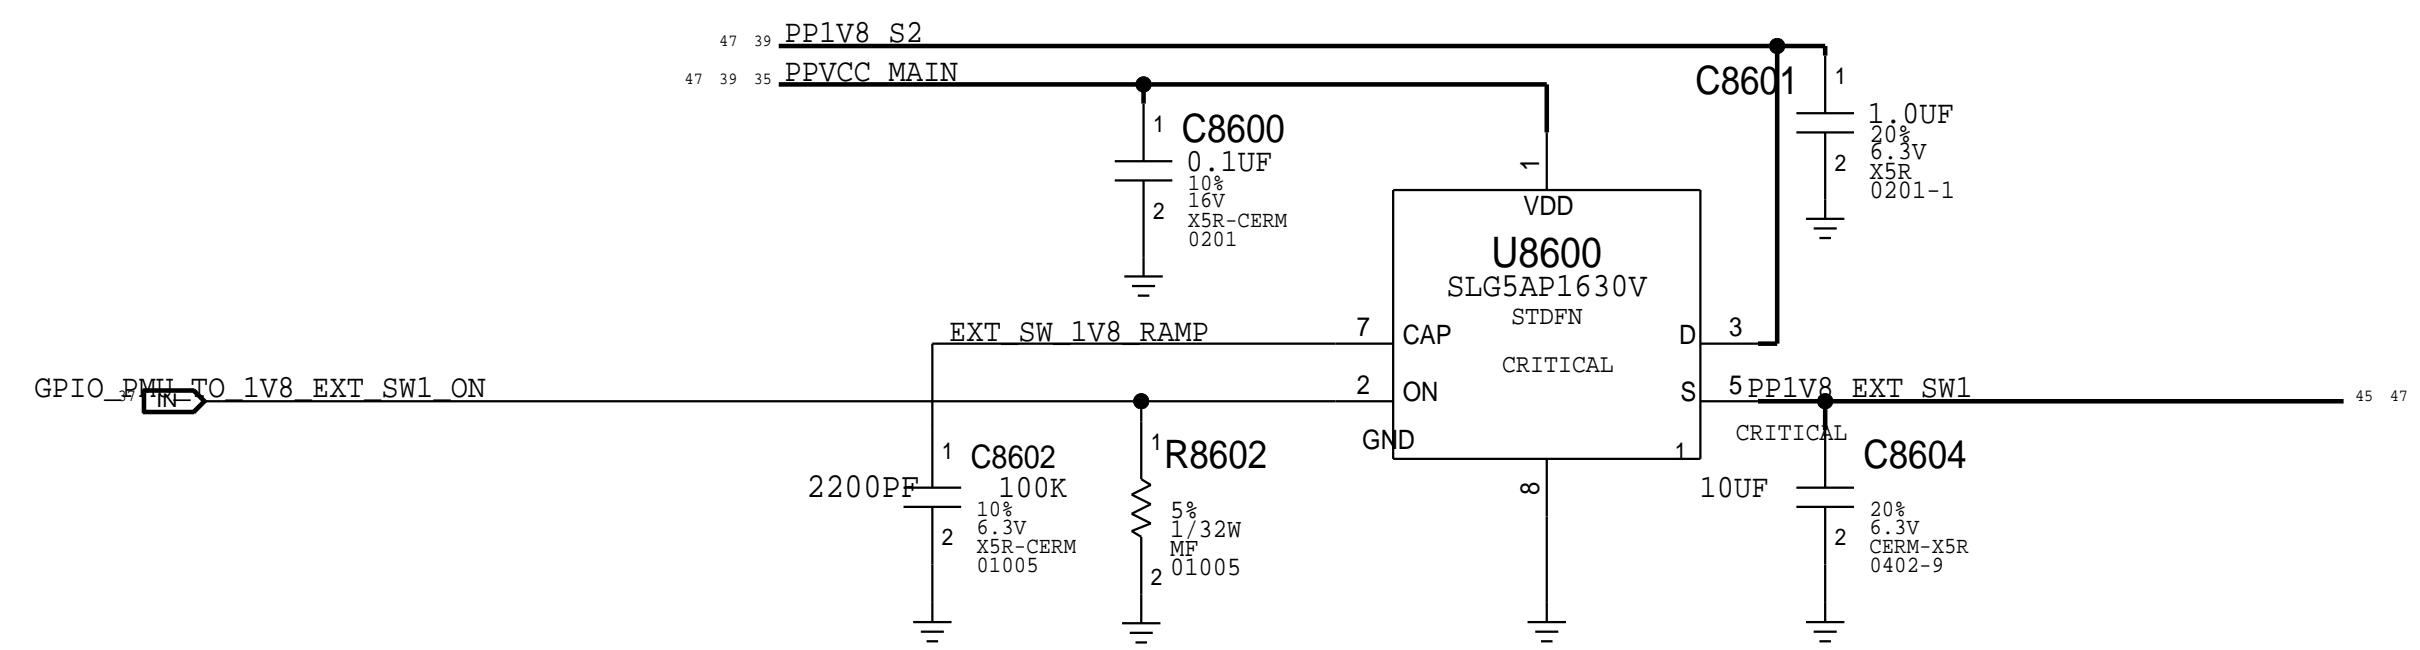 47 39 PP1V8_S2
47 39 35 PPVCC_MAIN
C8601
1
1.0UF
20%
6.3V
X5R
0201-1
2
1
C8600
0.1UF
10%
16V
X5R-CERM
0201
2
1
VDD
U8600
SLG5AP1630V
STDFN
CRITICAL
EXT_SW_1V8_RAMP
7
CAP
D
3
GPIO_PMU_TO_1V8_EXT_SW1_ON
37
IN
2
ON
S
5
PP1V8_EXT_SW1
45 47
GND
1
CRITICAL
8
1
C8602
2200PF
10%
6.3V
X5R-CERM
01005
2
1
R8602
100K
5%
1/32W
MF
01005
2
C8604
10UF
20%
6.3V
CERM-X5R
0402-9
2